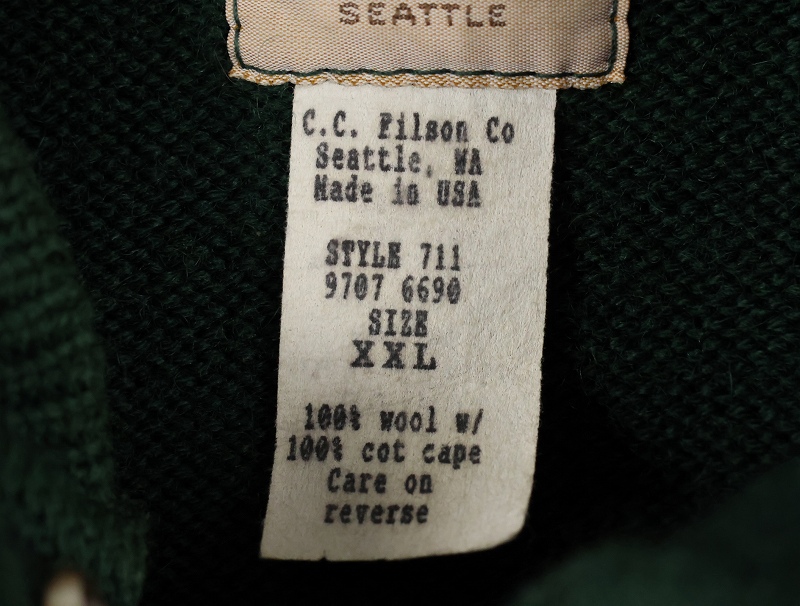 SEATTLE
C.C. Filson Co
Seattle, WA
Made in USA
STYLE 711
9707 6690
SIZE
XXL
100% wool w/
100% cot cape
Care on
reverse